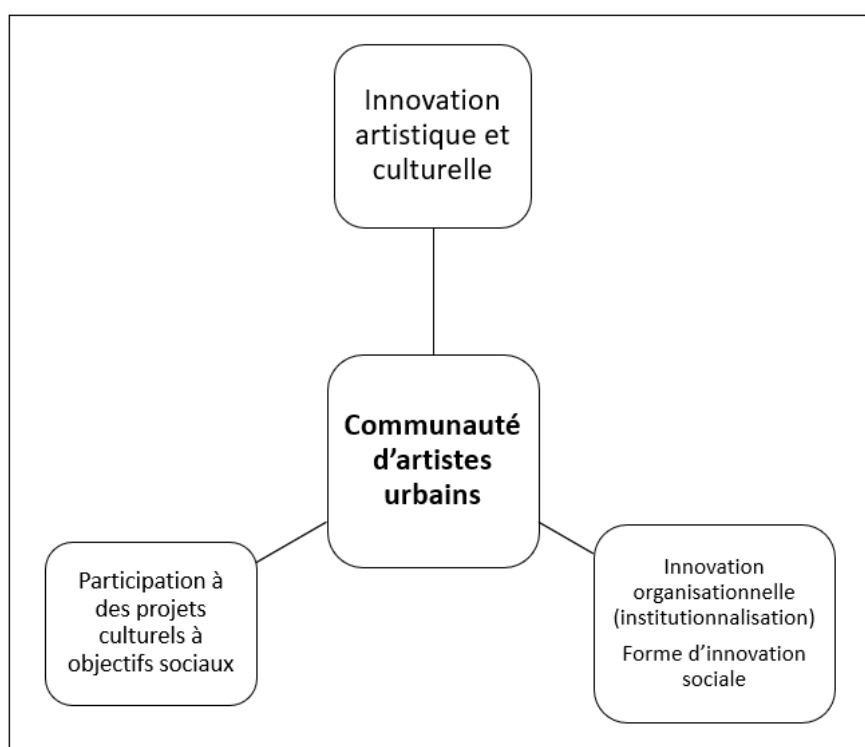 Innovation
artistique et
culturelle
Communauté
d’artistes
urbains
Participation à
des projets
culturels à
objectifs sociaux
Innovation
organisationnelle
(institutionnalisation)
Forme d’innovation
sociale